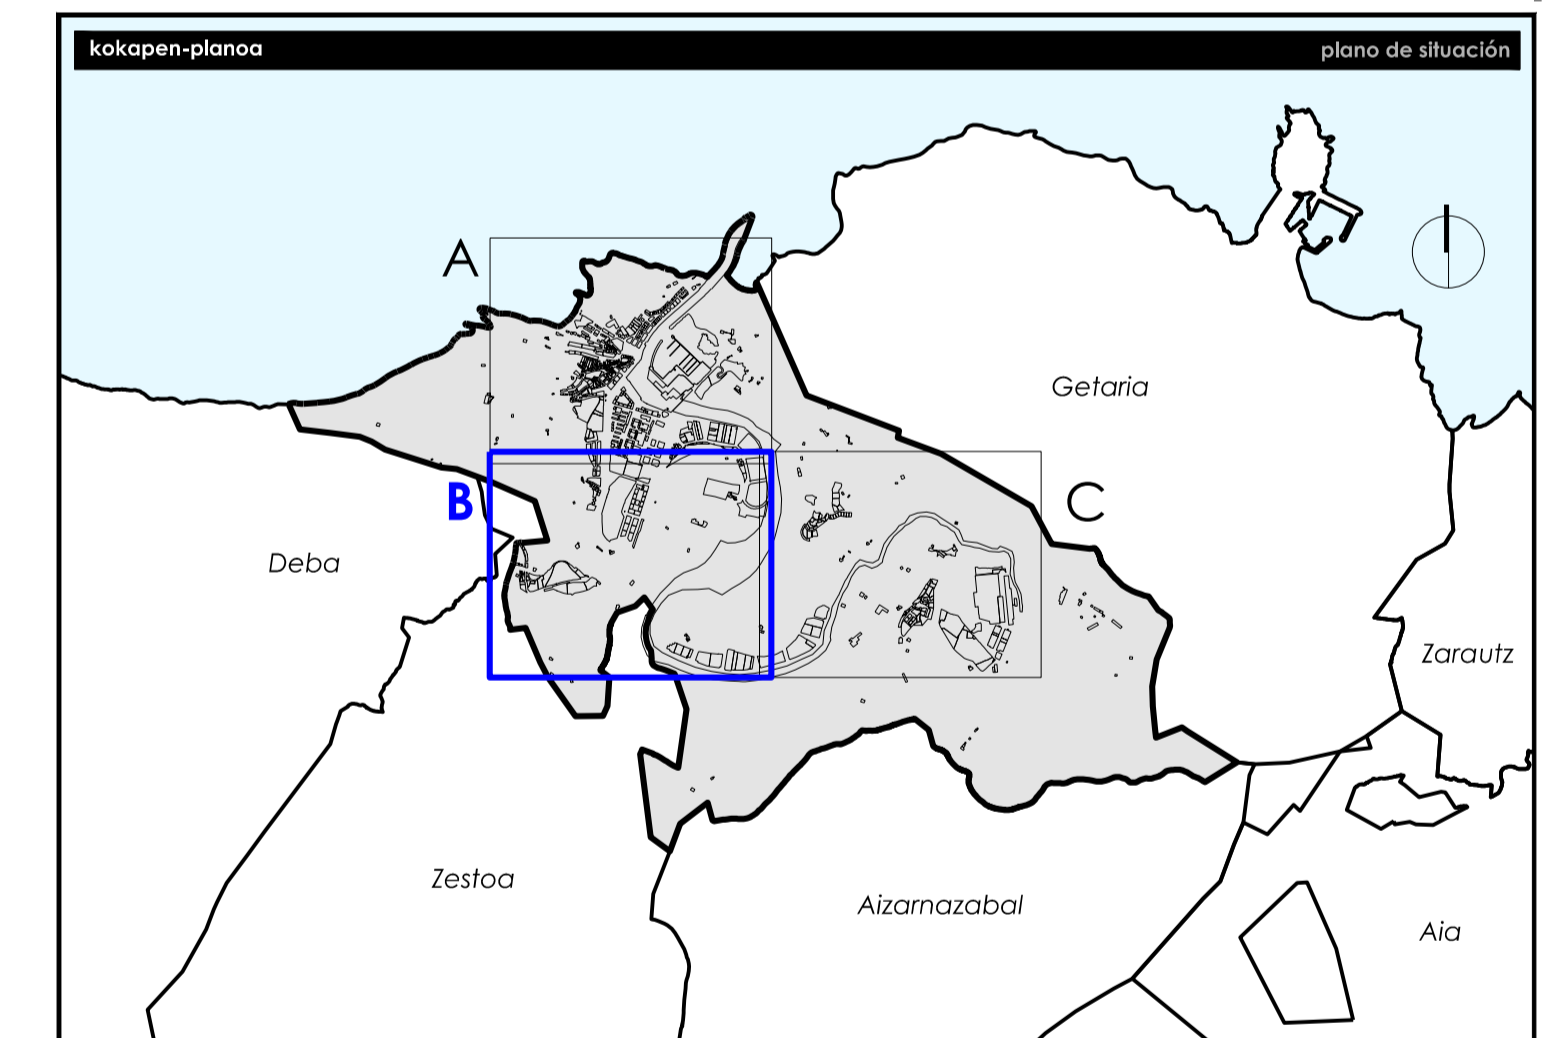 kokapen-planoa
plano de situación
A
Getaria
B
C
Deba
Zarautz
Zestoa
Aizarnazabal
Aia